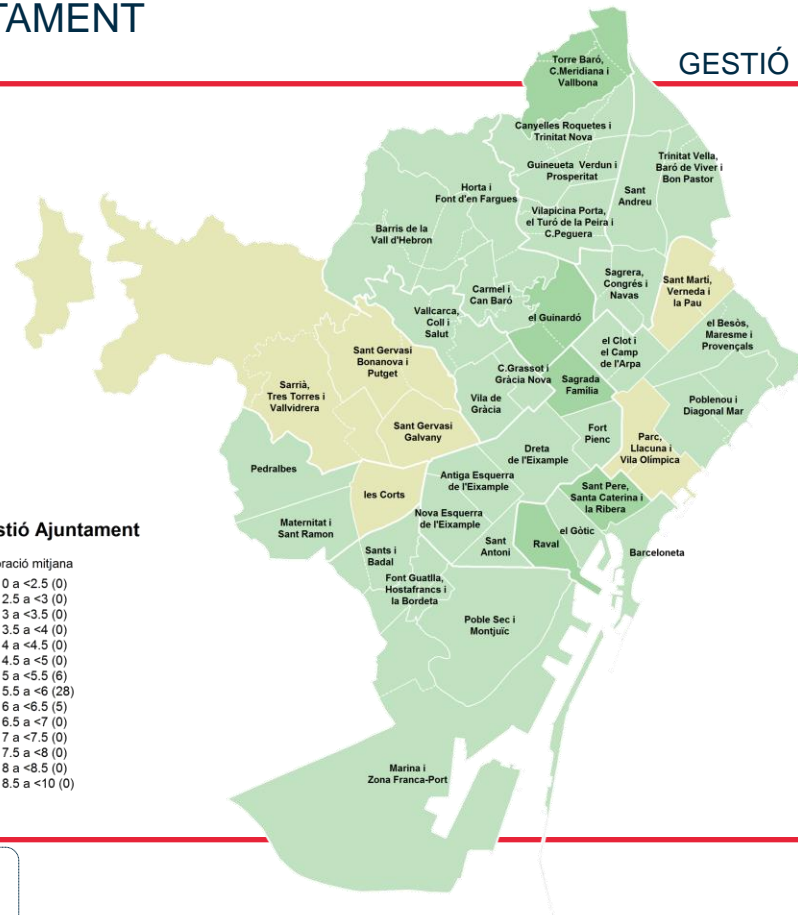 TAMENT
GESTIÓ
Torre Baró,
C.Meridiana i
Vallbona
Canyelles Roquetes i
Trinitat Nova
Guineueta Verdun i
Prosperitat
Trinitat Vella,
Baró de Viver i
Bon Pastor
Sant
Andreu
Horta i
Font d'en Fargues
Vilapicina Porta,
el Turó de la Peira i
C.Peguera
Barris de la
Vall d'Hebron
Sagrera,
Congrés i
Navas
Sant Martí,
Verneda i
la Pau
Carmel i
Can Baró
Vallcarca,
Coll i
Salut
el Guinardó
el Besòs,
Maresme i
Provençals
el Clot i
el Camp
de l'Arpa
Sant Gervasi
Bonanova i
Putget
C.Grassot i
Gràcia Nova
Sagrada
Família
Sarrià,
Tres Torres i
Vallvidrera
Vila de
Gràcia
Poblenou i
Diagonal Mar
Sant Gervasi
Galvany
Fort
Pienc
Parc,
Llacuna i
Vila Olímpica
Dreta
de l'Eixample
Pedralbes
Antiga Esquerra
de l'Eixample
Sant Pere,
Santa Caterina i
la Ribera
les Corts
Nova Esquerra
de l'Eixample
Maternitat i
Sant Ramon
el Gòtic
Sant
Antoni
Raval
Barceloneta
Sants i
Badal
Font Guatlla,
Hostafrancs i
la Bordeta
Poble Sec i
Montjuïc
Marina i
Zona Franca-Port
stió Ajuntament
oració mitjana
0 a <2.5 (0)
2.5 a <3 (0)
3 a <3.5 (0)
3.5 a <4 (0)
4 a <4.5 (0)
4.5 a <5 (0)
5 a <5.5 (6)
5.5 a <6 (28)
6 a <6.5 (5)
6.5 a <7 (0)
7 a <7.5 (0)
7.5 a <8 (0)
8 a <8.5 (0)
8.5 a <10 (0)